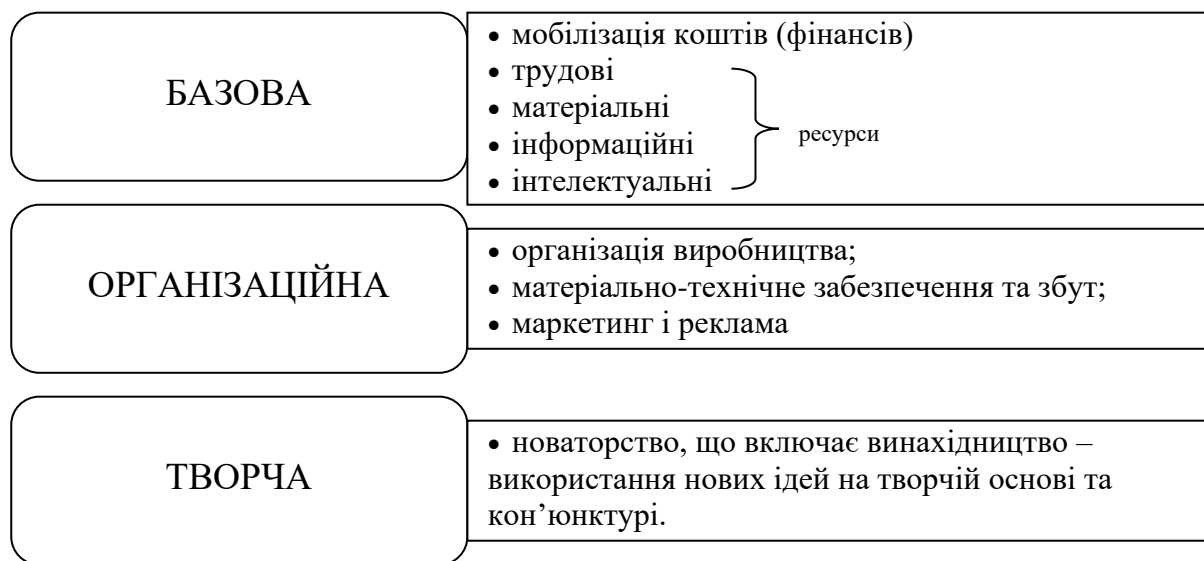 БАЗОВА
• мобілізація коштів (фінансів)
• трудові
• матеріальні
• інформаційні
• інтелектуальні
ресурси
ОРГАНІЗАЦІЙНА
• організація виробництва;
• матеріально-технічне забезпечення та збут;
• маркетинг і реклама
ТВОРЧА
• новаторство, що включає винахідництво –
використання нових ідей на творчій основі та
кон’юнктурі.